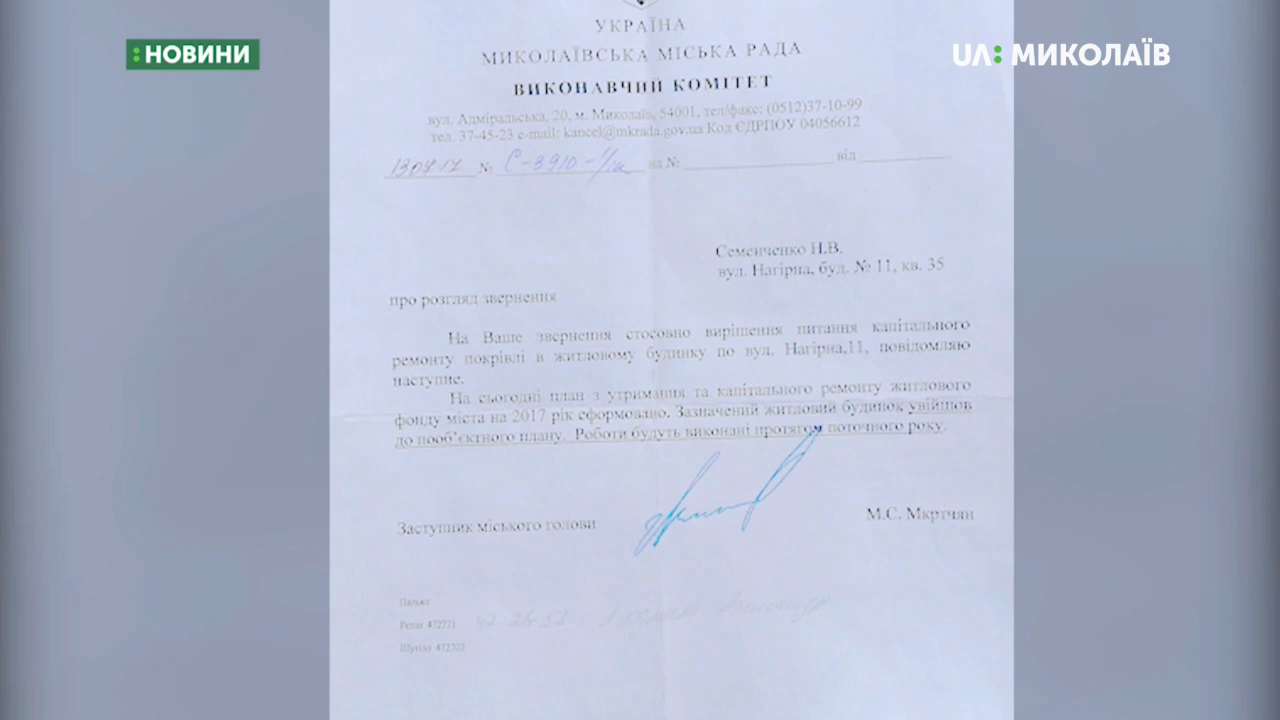 : НОВИНИ
UA: МИКОЛАЇВ
УКРАЇНА
МИКОЛАЇВСЬКА МІСЬКА РАДА
ВИКОНАВЧИЙ КОМІТЕТ
вул. Адміральська, 20, м. Миколаїв, 54001, тел/факс: (0512)37-10-99
тел. 37-45-23 e-mail: kancel@mkrada.gov.ua Код ЄДРПОУ 04056612
130717 № С-3910 на № від
Семенченко Н.В.
вул. Нагірна, буд. № 11, кв. 35
про розгляд звернення
На Ваше звернення стосовно вирішення питання капітального
ремонту покрівлі в житловому будинку по вул. Нагірна,11, повідомляю
наступне.
На сьогодні план з утримання та капітального ремонту житлового
фонду міста на 2017 рік сформовано. Зазначений житловий будинок увійшов
до пооб’єктного плану. Роботи будуть виконані протягом поточного року.
Заступник міського голови М.С. Мкртчян
472771